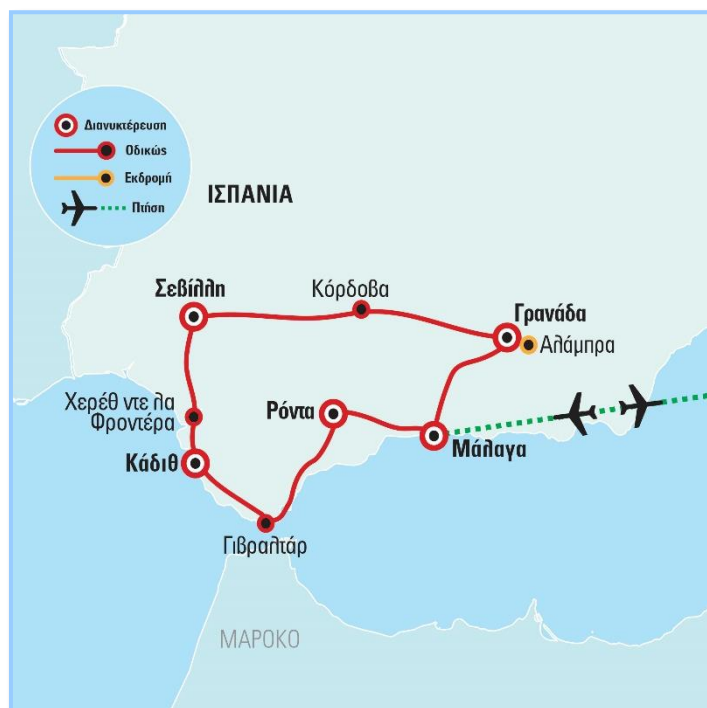 Διανυκτέρευση
Οδικώς
Εκδρομή
Πτήση
ΙΣΠΑΝΙΑ
Σεβίλλη
Κόρδοβα
Γρανάδα
Αλάμπρα
Χερέθ ντε λα
Φροντέρα
Ρόντα
Μάλαγα
Κάδιθ
Γιβραλτάρ
ΜΑΡΟΚΟ